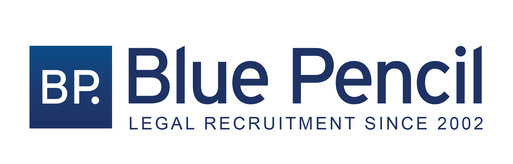 BP.
Blue Pencil
LEGAL RECRUITMENT SINCE 2002